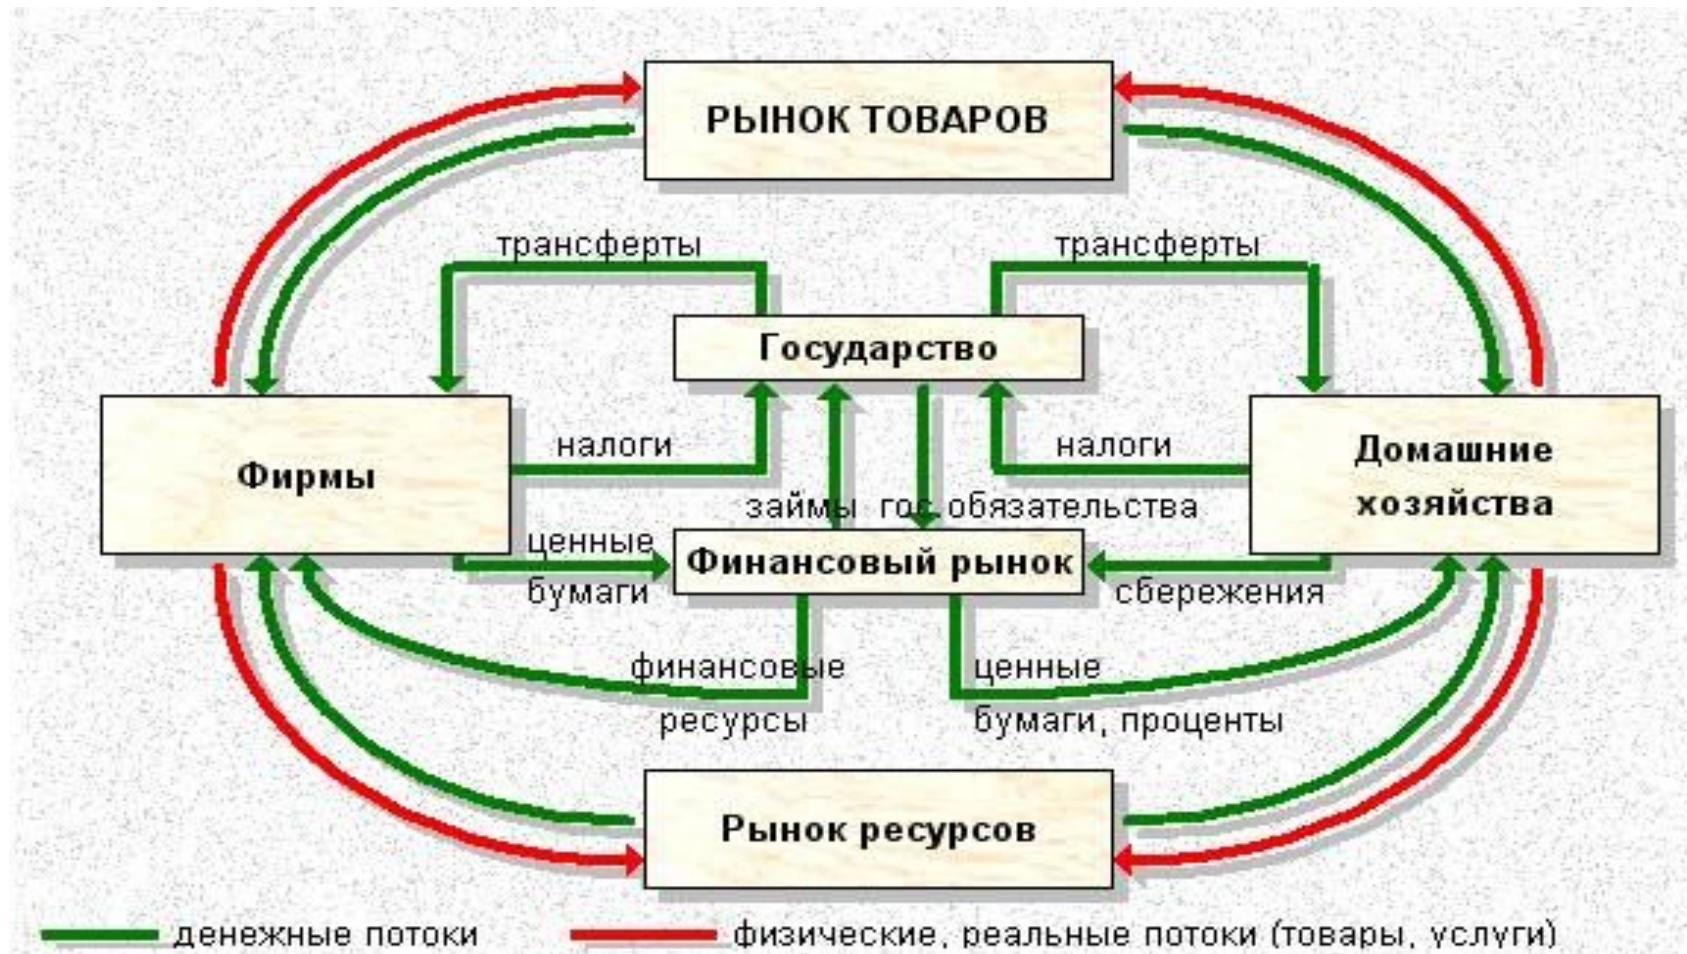 РЫНОК ТОВАРОВ
трансферты
трансферты
Государство
Фирмы
налоги
налоги
Домашние
хозяйства
займы гос.обязательства
ценные
бумаги
Финансовый рынок
сбережения
финансовые
ресурсы
ценные
бумаги, проценты
Рынок ресурсов
денежные потоки
физические, реальные потоки (товары, услуги)